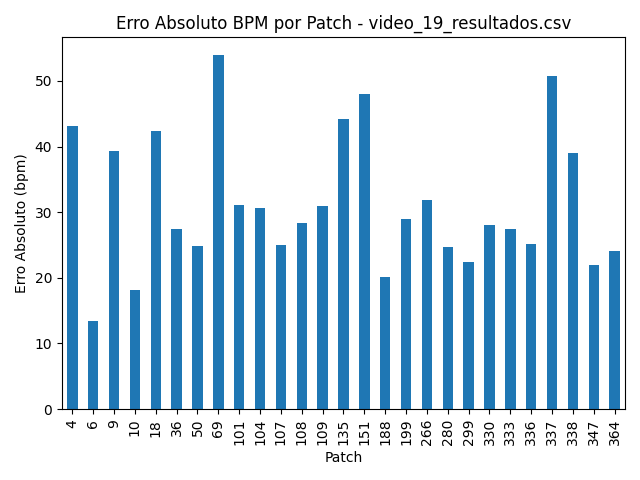 Erro Absoluto BPM por Patch - video_19_resultados.csv
Erro Absoluto (bpm)
50
40
30
20
10
0
4 6 9 10 18 36 50 69 101 104 107 108 109 135 151 188 199 266 280 299 330 333 336 337 338 347 364
Patch